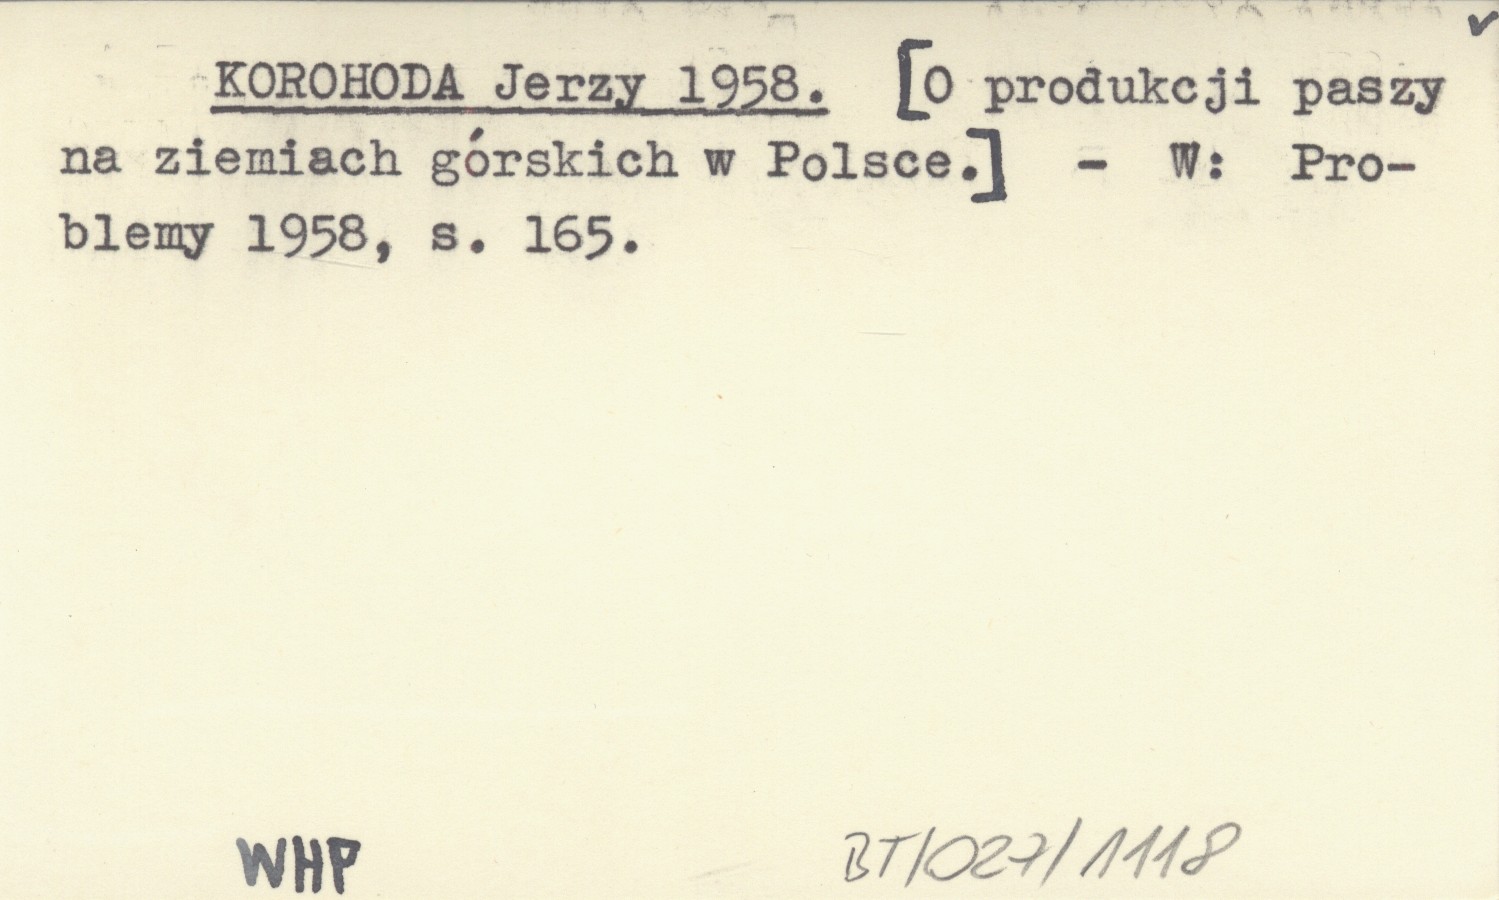 KOROHODA Jerzy 1958. [O produkcji paszy
na ziemiach górskich w Polsce.] - W: Pro-
blemy 1958, s. 165.
WHP
BT/027/1118